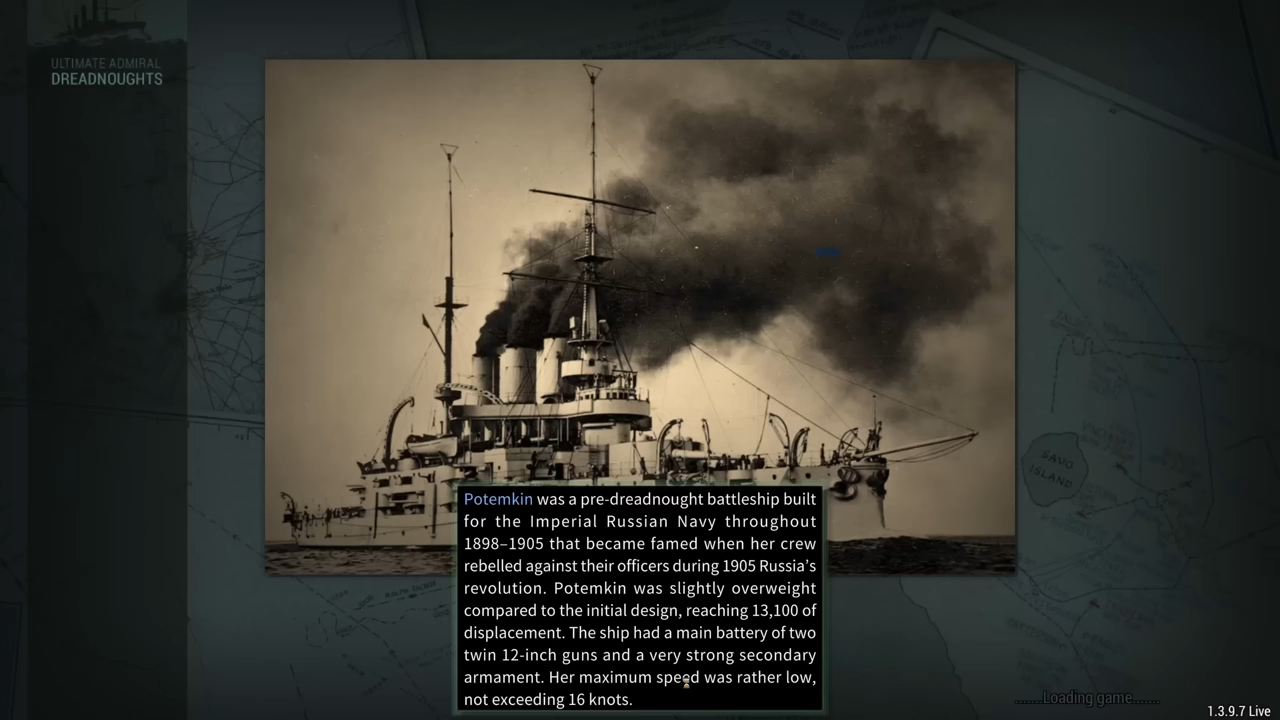 ULTIMATE ADMIRAL
DREADNOUGHTS
SAVO
ISLAND
Potemkin was a pre-dreadnought battleship built
for the Imperial Russian Navy throughout
1898–1905 that became famed when her crew
rebelled against their officers during 1905 Russia's
revolution. Potemkin was slightly overweight
compared to the initial design, reaching 13,100 of
displacement. The ship had a main battery of two
twin 12-inch guns and a very strong secondary
armament. Her maximum speed was rather low,
not exceeding 16 knots.
......Loading game......
1.3.9.7 Live